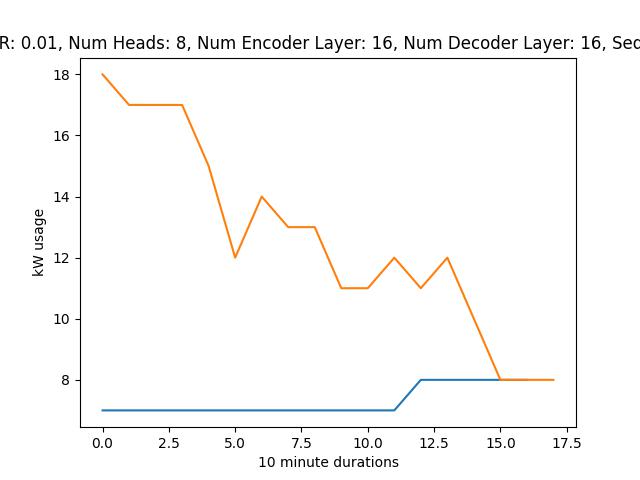 R: 0.01, Num Heads: 8, Num Encoder Layer: 16, Num Decoder Layer: 16,
18
16
14
12
10
8
kW usage
0.0 2.5 5.0 7.5 10.0 12.5 15.0 17.5
10 minute durations